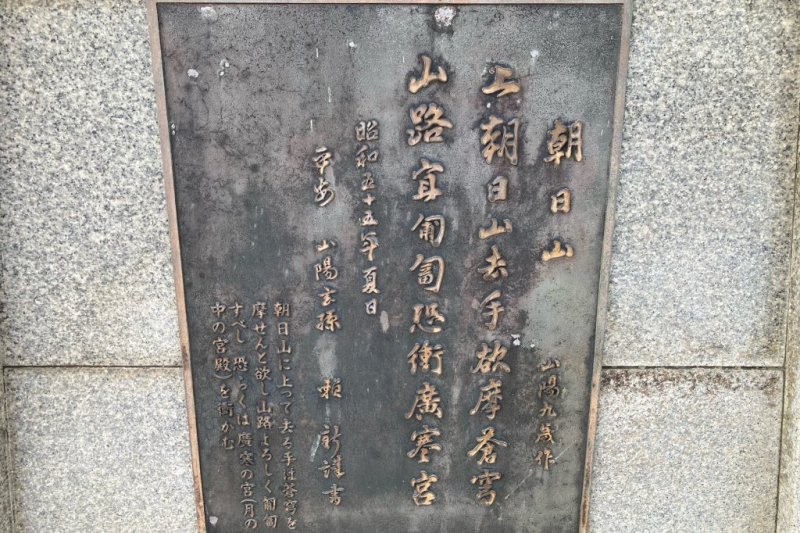 朝日山
山陽九歳作
上朝日山去手欲摩蒼穹
山路宜匍匐恐衝廣寒宮
昭和五十五年夏日
平安 山陽玄孫 頼 新 謹書
朝日山に上って去る手は蒼穹を
摩せんと欲し山路よろしく匍匐
すべし 恐らくは廣寒の宮(月の
中の宮殿)を衝かむ